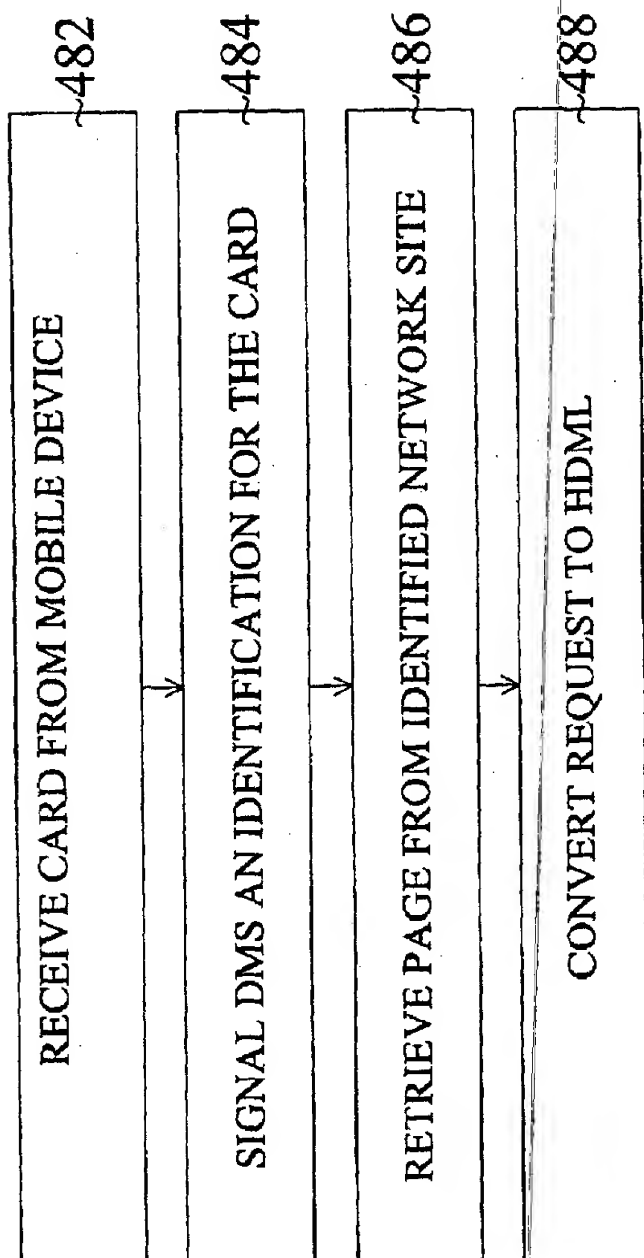 RECEIVE CARD FROM MOBILE DEVICE
~482
SIGNAL DMS AN IDENTIFICATION FOR THE CARD
~484
RETRIEVE PAGE FROM IDENTIFIED NETWORK SITE
~486
CONVERT REQUEST TO HDML
~488